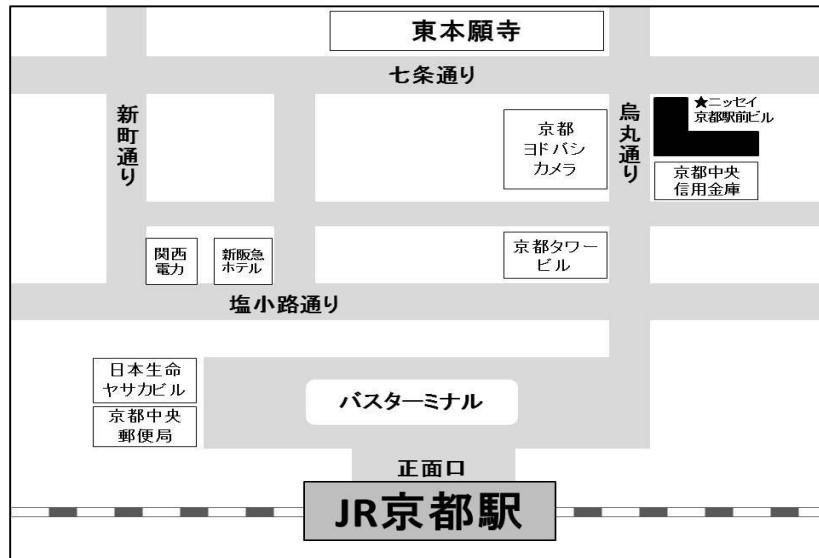 東本願寺
七条通り
新町通り
烏丸通り
★ニッセイ
京都駅前ビル
京都
ヨドバシ
カメラ
京都中央
信用金庫
関西
電力
新阪急
ホテル
京都タワー
ビル
塩小路通り
日本生命
ヤサカビル
京都中央
郵便局
バスターミナル
正面口
JR京都駅